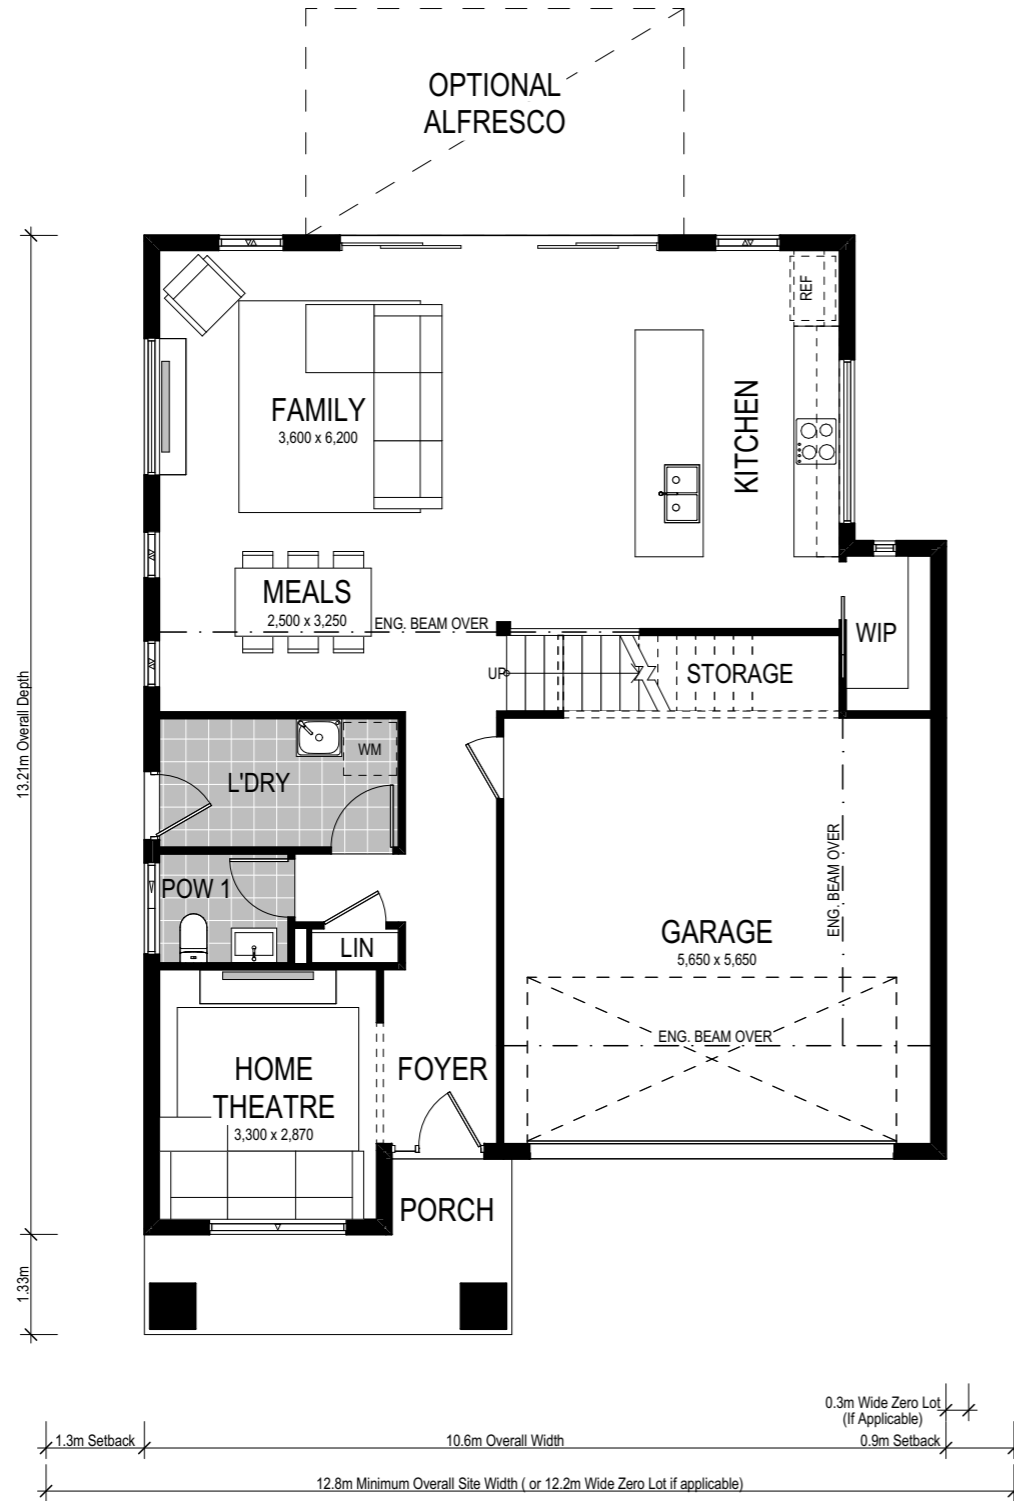 OPTIONAL
ALFRESCO
REF
FAMILY
3,600 x 6,200
KITCHEN
MEALS
2,500 x 3,250
ENG. BEAM OVER
WIP
UP
STORAGE
13.21m Overall Depth
WM
L'DRY
ENG. BEAM OVER
POW 1
LIN
GARAGE
5,650 x 5,650
ENG. BEAM OVER
HOME
THEATRE
3,300 x 2,870
FOYER
PORCH
1.33m
0.3m Wide Zero Lot
(If Applicable)
1.3m Setback
10.6m Overall Width
0.9m Setback
12.8m Minimum Overall Site Width ( or 12.2m Wide Zero Lot if applicable)